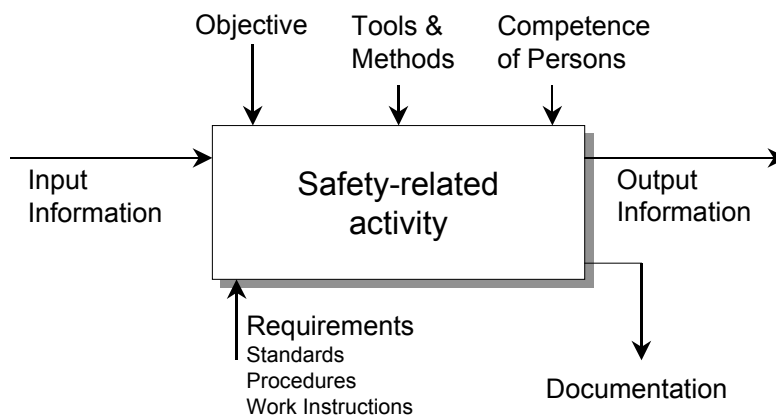 Objective
Tools &
Methods
Competence
of Persons
Input
Information
Safety-related
activity
Output
Information
Requirements
Standards
Procedures
Work Instructions
Documentation